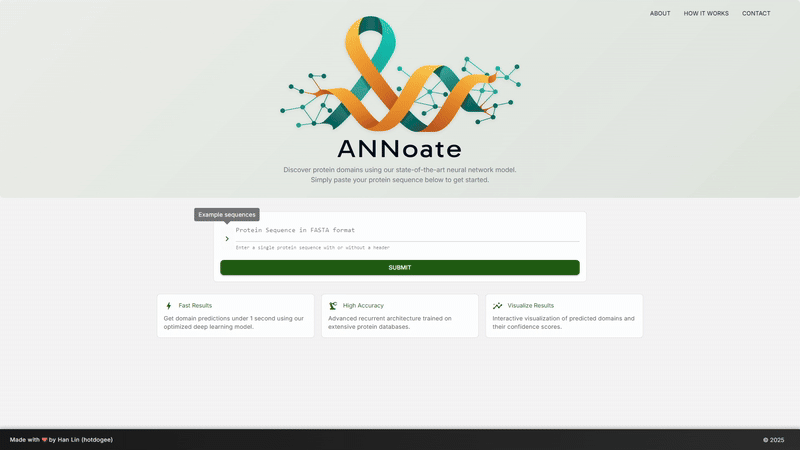 ABOUT
HOW IT WORKS
CONTACT
ANNoate
Discover protein domains using our state-of-the-art neural network model.
Simply paste your protein sequence below to get started.
Example sequences
Protein Sequence in FASTA format
Enter a single protein sequence with or without a header
SUBMIT
Fast Results
Get domain predictions under 1 second using our
optimized deep learning model.
High Accuracy
Advanced recurrent architecture trained on
extensive protein databases.
Visualize Results
Interactive visualization of predicted domains and
their confidence scores.
Made with ❤️ by Han Lin (hotdogee)
© 2025